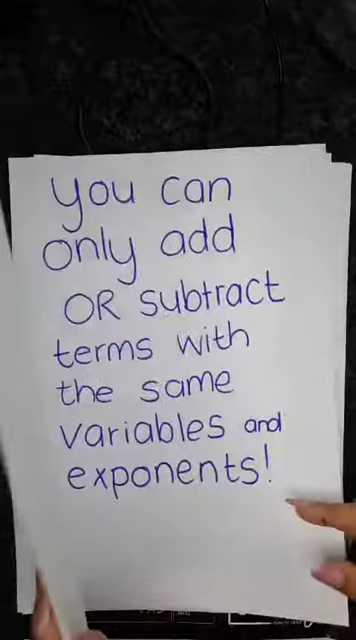 you can
only add
OR subtract
terms with
the same
variables and
exponents!